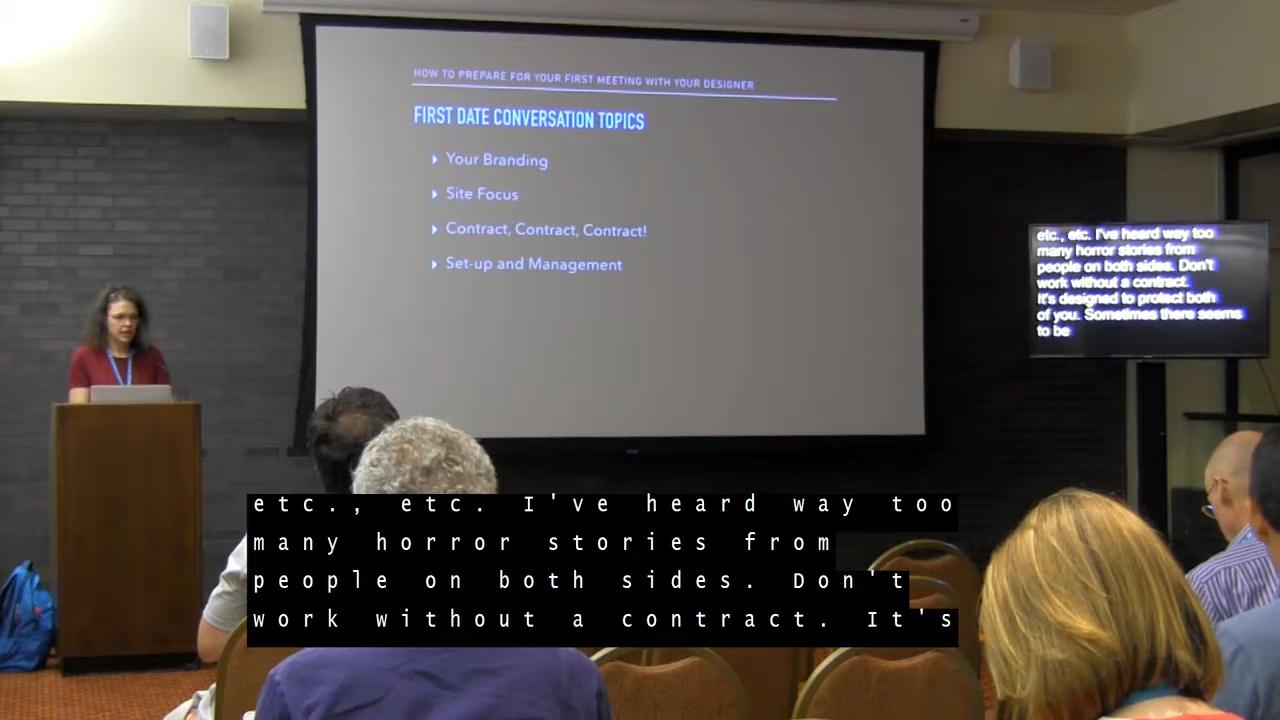 HOW TO PREPARE FOR YOUR FIRST MEETING WITH YOUR DESIGNER
FIRST DATE CONVERSATION TOPICS
Your Branding
Site Focus
Contract, Contract, Contract!
Set-up and Management
etc., etc. I've heard way too
many horror stories from
people on both sides. Don't
work without a contract.
It's designed to protect both
of you. Sometimes there seems
to be
etc., etc. I've heard way too
many horror stories from
people on both sides. Don't
work without a contract. It's